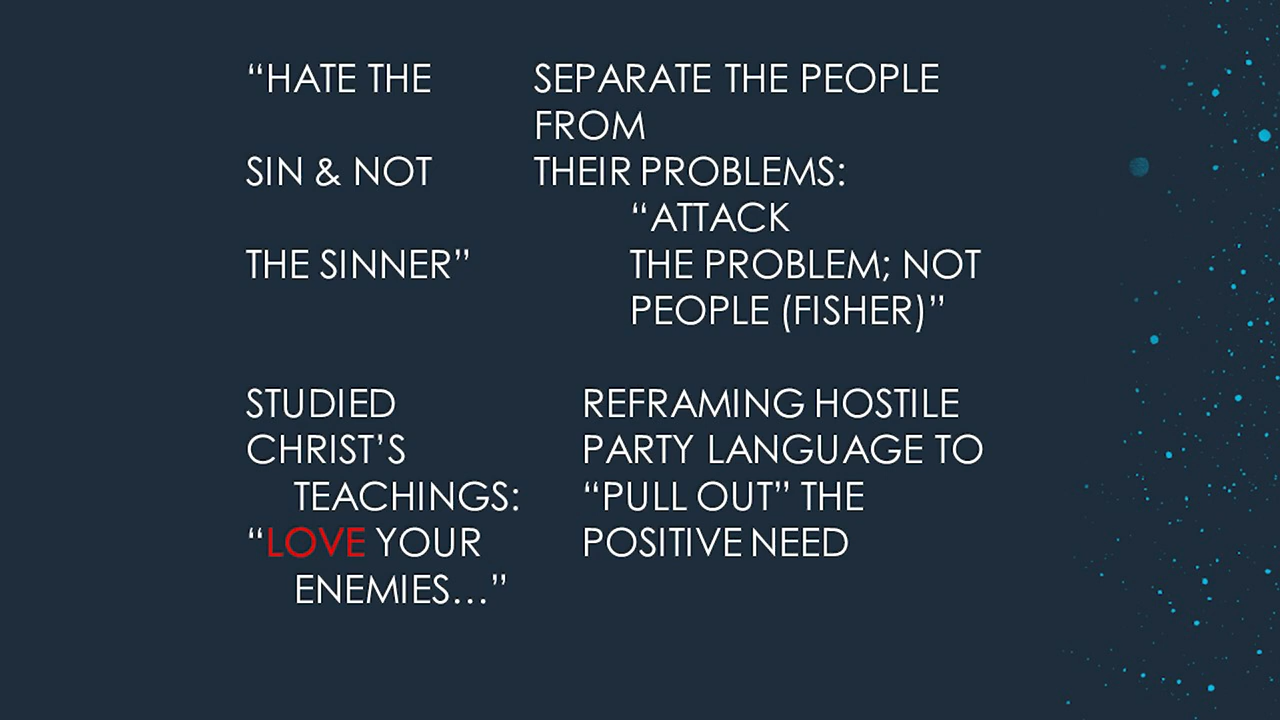 “HATE THE
SIN & NOT
THE SINNER”
SEPARATE THE PEOPLE
FROM
THEIR PROBLEMS:
“ATTACK
THE PROBLEM; NOT
PEOPLE (FISHER)”
STUDIED
CHRIST’S
TEACHINGS:
“LOVE YOUR
ENEMIES…”
REFRAMING HOSTILE
PARTY LANGUAGE TO
“PULL OUT” THE
POSITIVE NEED